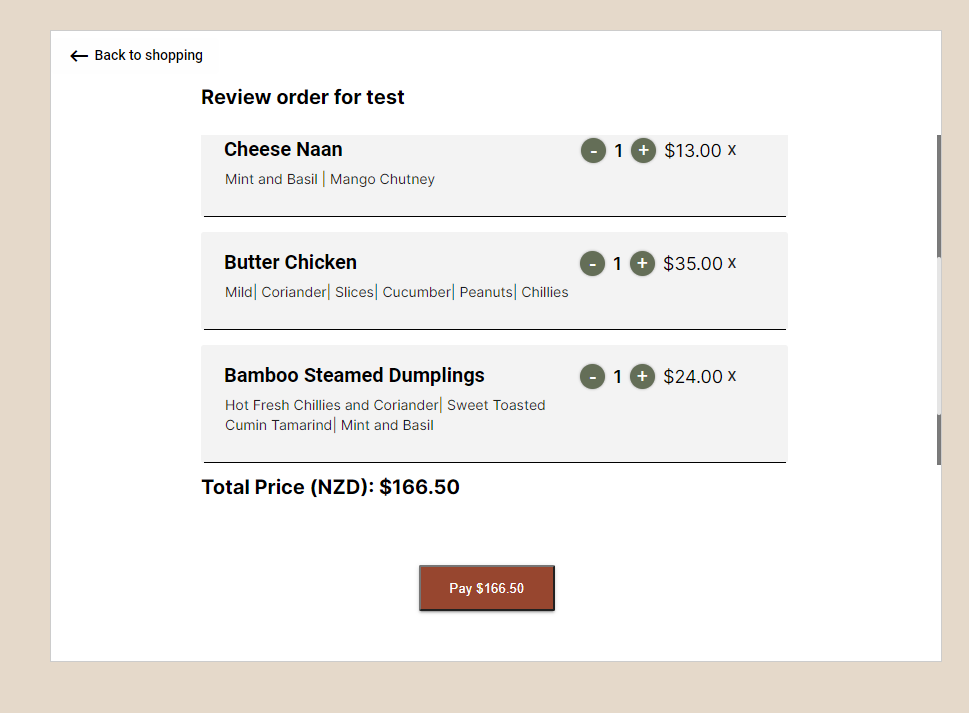 Back to shopping
Review order for test
Cheese Naan - 1 + $13.00 x
Mint and Basil | Mango Chutney
Butter Chicken - 1 + $35.00 x
Mild| Coriander| Slices| Cucumber| Peanuts| Chillies
Bamboo Steamed Dumplings - 1 + $24.00 x
Hot Fresh Chillies and Coriander| Sweet Toasted
Cumin Tamarind| Mint and Basil
Total Price (NZD): $166.50
Pay $166.50